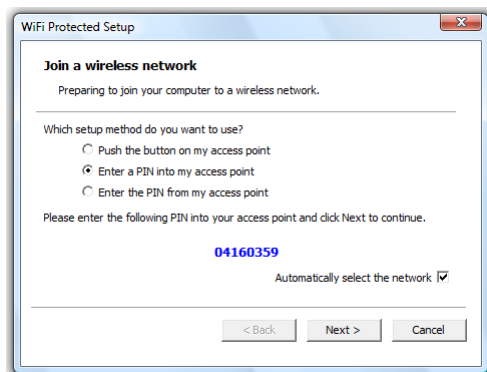 WiFi Protected Setup
Join a wireless network
Preparing to join your computer to a wireless network.
Which setup method do you want to use?
Push the button on my access point
Enter a PIN into my access point
Enter the PIN from my access point
Please enter the following PIN into your access point and click Next to continue.
04160359
Automatically select the network
< Back Next > Cancel